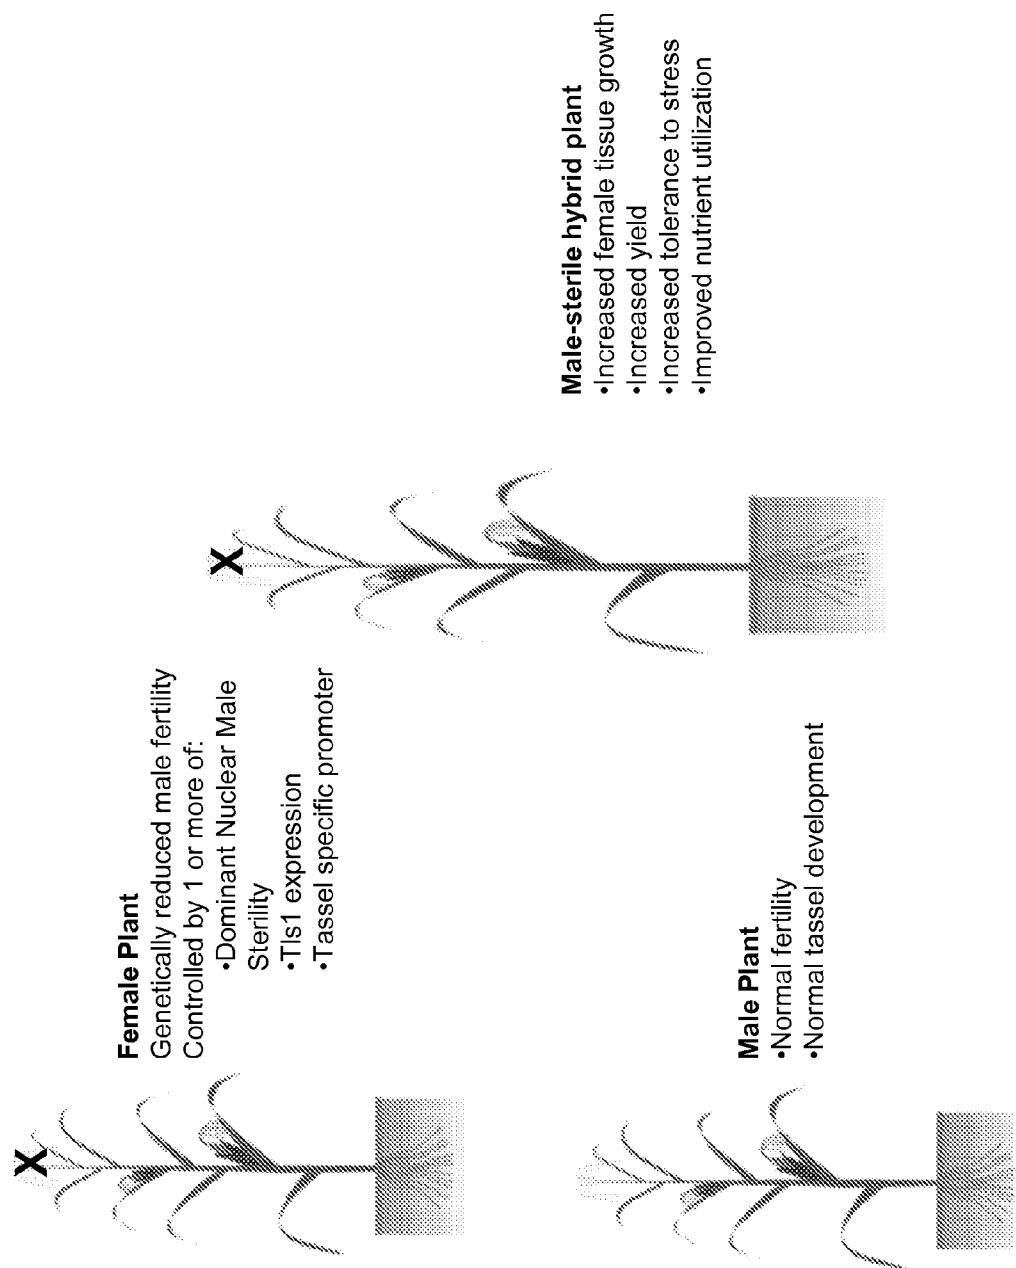 X
Female Plant
Genetically reduced male fertility
Controlled by 1 or more of:
•Dominant Nuclear Male
Sterility
•Tls1 expression
•Tassel specific promoter
Male Plant
•Normal fertility
•Normal tassel development
X
Male-sterile hybrid plant
•Increased female tissue growth
•Increased yield
•Increased tolerance to stress
•Improved nutrient utilization